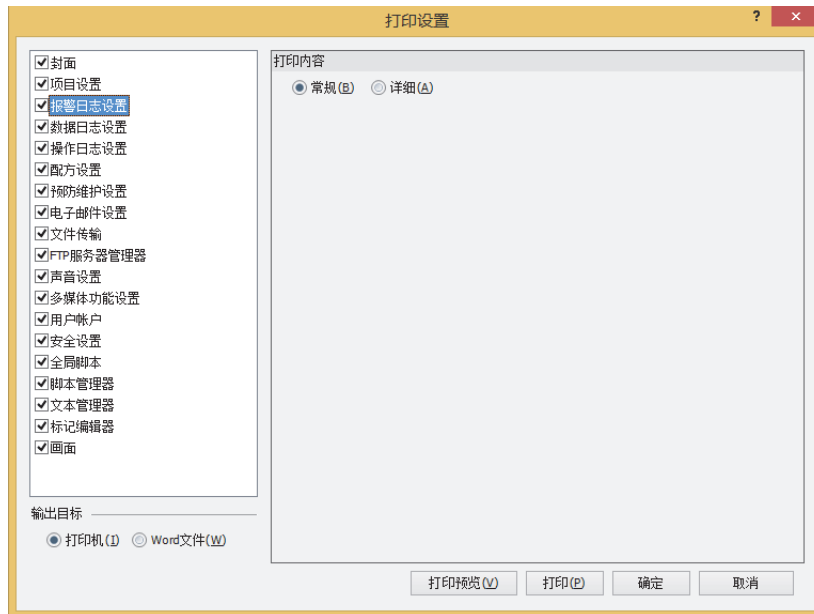 打印设置
?
×
封面
项目设置
报警日志设置
数据日志设置
操作日志设置
配方设置
预防维护设置
电子邮件设置
文件传输
FTP服务器管理器
声音设置
多媒体功能设置
用户帐户
安全设置
全局脚本
脚本管理器
文本管理器
标记编辑器
画面
输出目标
打印机(I) Word文件(W)
打印内容
常规(B) 详细(A)
打印预览(V) 打印(P) 确定 取消